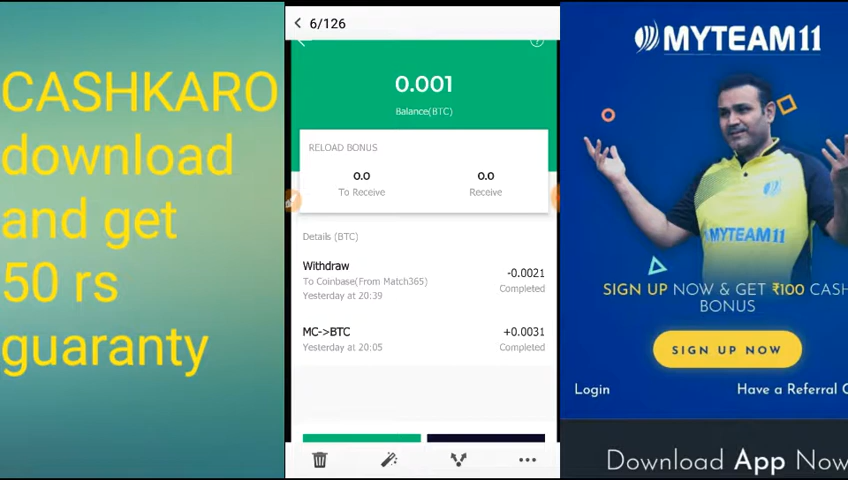 CASHKARO
download
and get
50 rs
guaranty
6/126
0.001
Balance(BTC)
RELOAD BONUS
0.0
To Receive
0.0
Receive
Details (BTC)
Withdraw
-0.0021
To Coinbase(From Match365)
Completed
Yesterday at 20:39
MC->BTC
+0.0031
Yesterday at 20:05
Completed
MYTEAM11
MYTEAM11
SIGN UP NOW & GET ₹100 CASH
BONUS
SIGN UP NOW
Login
Have a Referral C
Download App Now